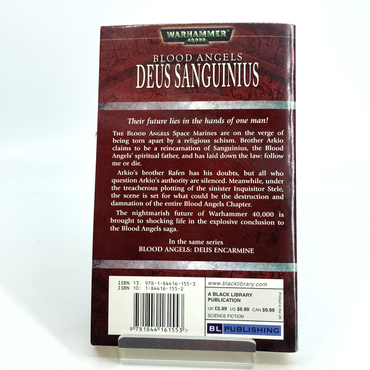 WARHAMMER
40,000
BLOOD ANGELS
DEUS SANGUINIUS
Their future lies in the hands of one man!
THE BLOOD ANGELS Space Marines are on the verge of
being torn apart by a religious schism. Brother Arkio
claims to be a reincarnation of Sanguinius, the Blood
Angels' spiritual father, and has laid down the law: follow
me or die.
Arkio's brother Rafen has his doubts, but all who
question Arkio's authority are silenced. Meanwhile, under
the treacherous plotting of the sinister Inquisitor Stele,
the scene is set for what could be the destruction and
damnation of the entire Blood Angels Chapter.
The nightmarish future of Warhammer 40,000 is
brought to shocking life in the explosive conclusion to
the Blood Angels saga.
In the same series
BLOOD ANGELS: DEUS ENCARMINE
ISBN 13: 978-1-84416-155-3
ISBN 10: 1-84416-155-2
9 781844 161553
www.blacklibrary.com
A BLACK LIBRARY
PUBLICATION
UK £5.99 US $6.99 CAN $9.99
SCIENCE FICTION
BL PUBLISHING